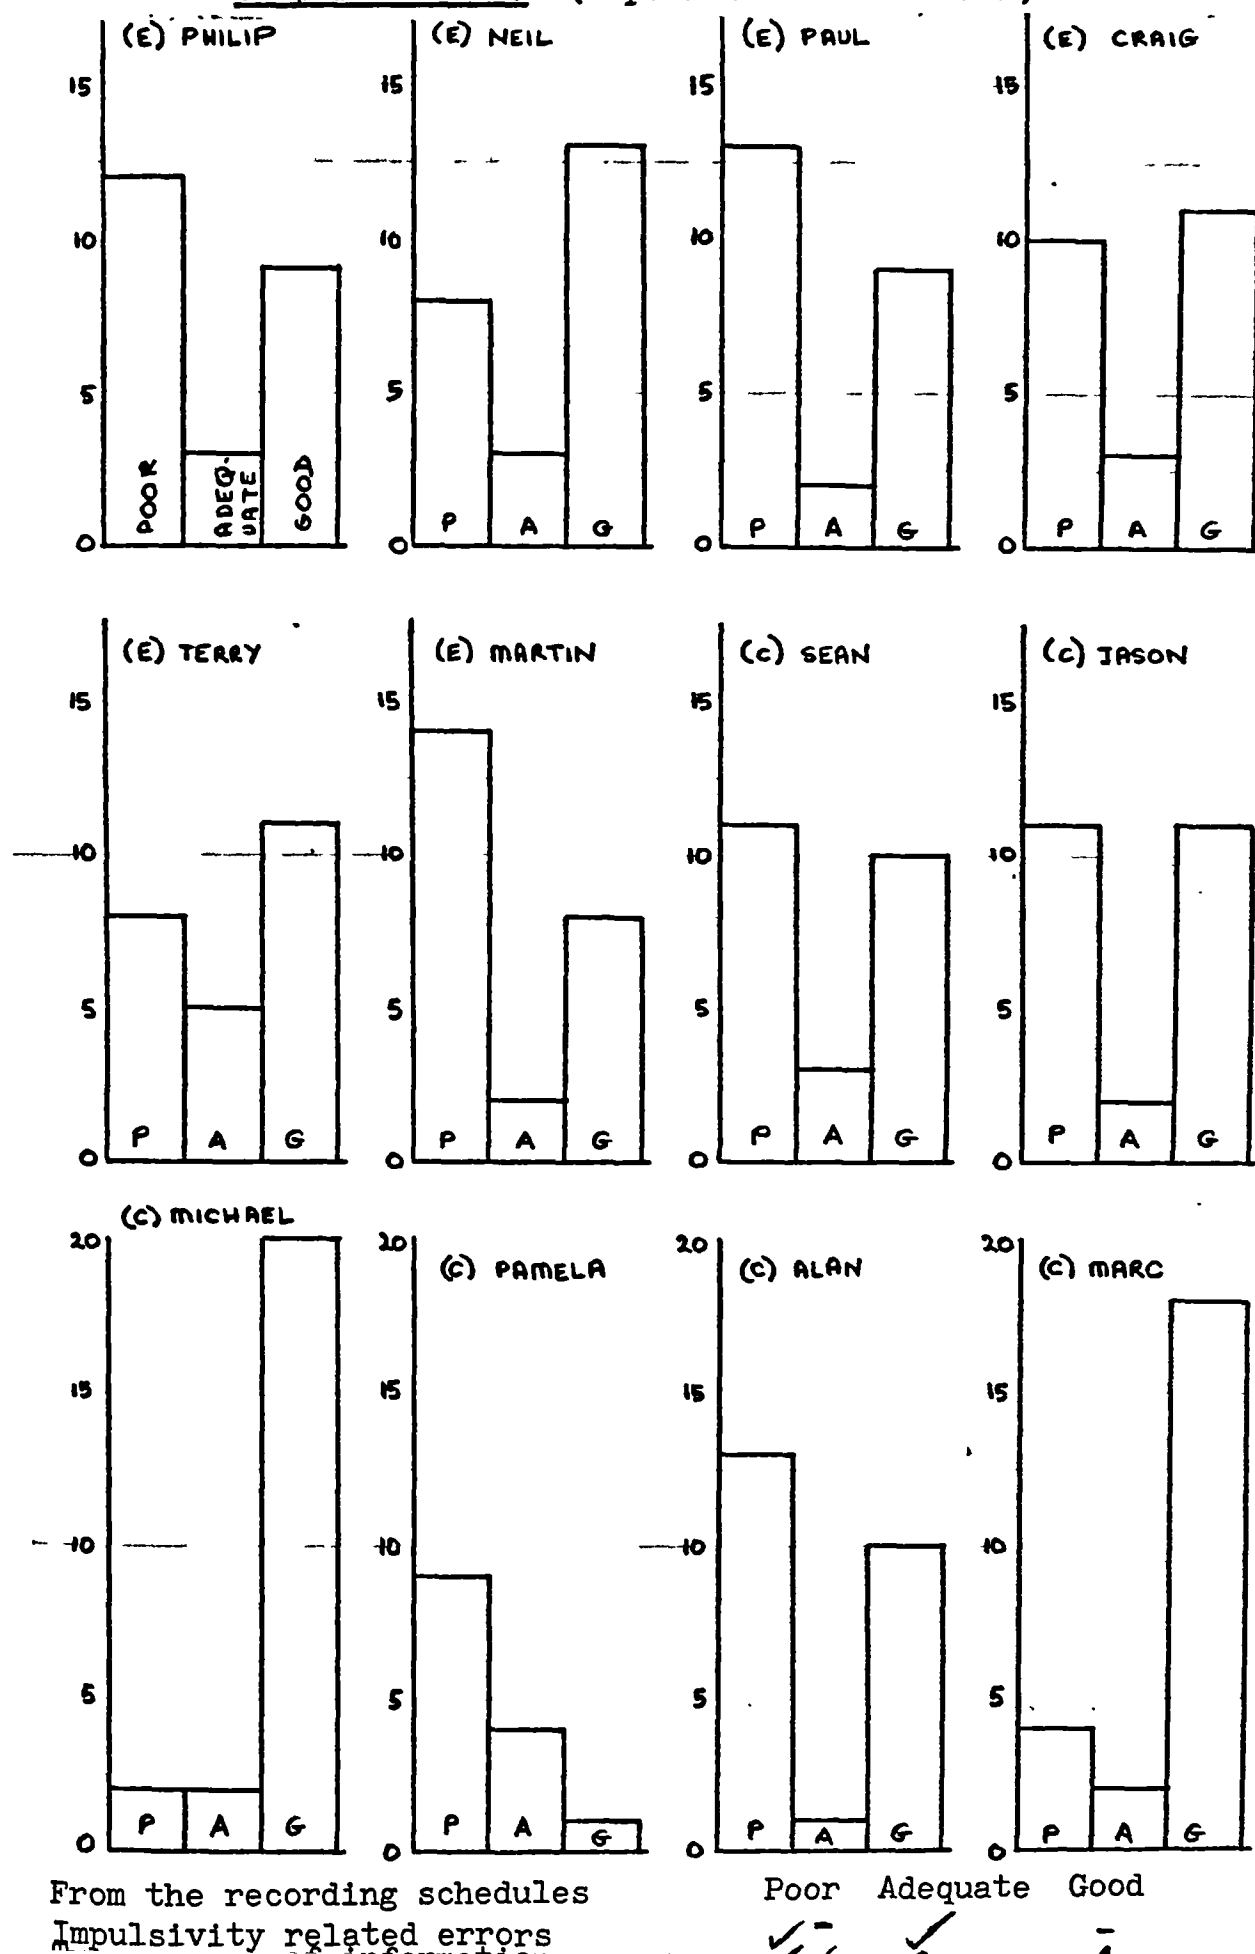 (E) PHILIP
15
10
5
0
POOR
ADEQ-
UATE
GOOD
(E) NEIL
15
10
5
0
P A G
(E) PAUL
15
10
5
0
P A G
(E) CRAIG
15
10
5
0
P A G
(E) TERRY
15
10
5
0
P A G
(E) MARTIN
15
10
5
0
P A G
(C) SEAN
15
10
5
0
P A G
(C) JASON
15
10
5
0
P A G
(C) MICHAEL
20
15
10
5
0
P A G
(C) PAMELA
20
15
10
5
0
P A G
(C) ALAN
20
15
10
5
0
P A G
(C) MARC
20
15
10
5
0
P A G
From the recording schedules Poor Adequate Good
Impulsivity related errors